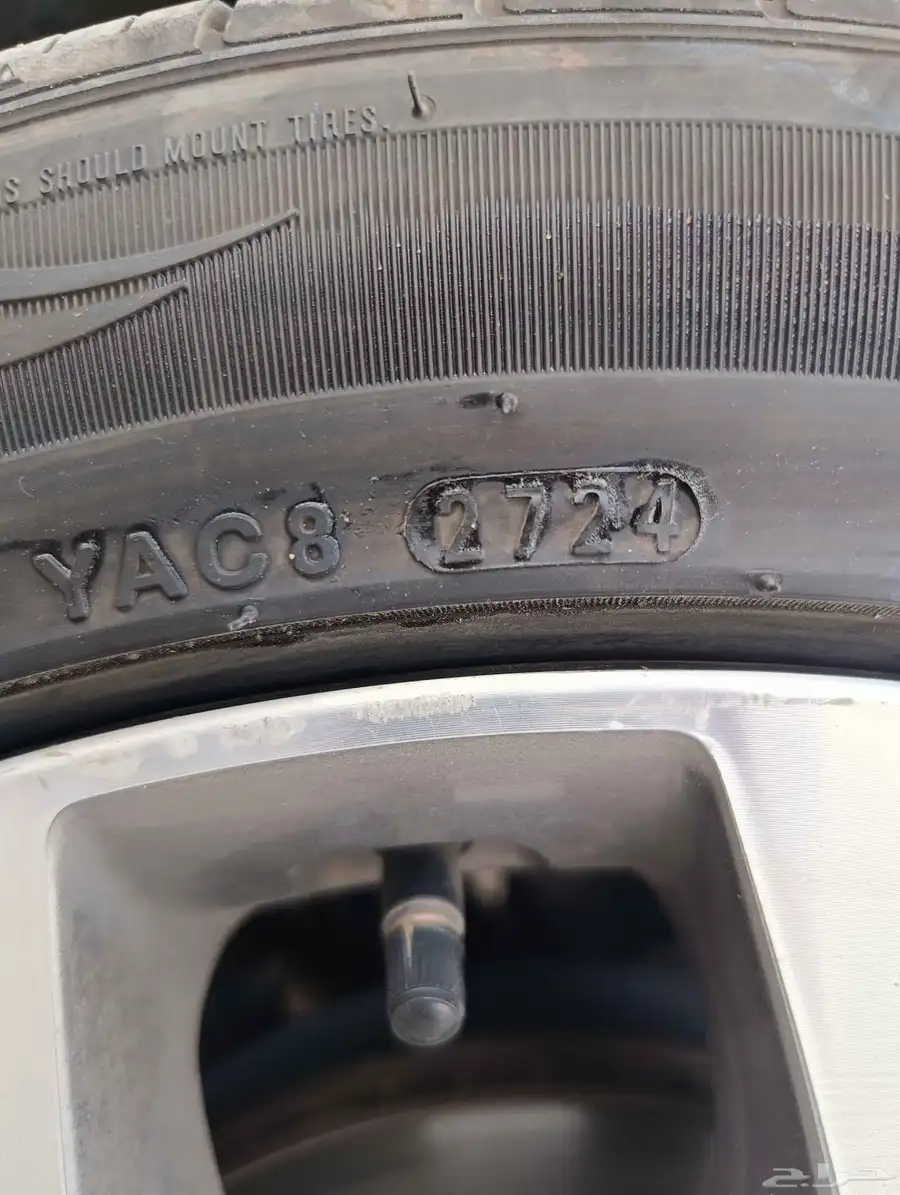 S SHOULD MOUNT TIRES.
YAC8 2724